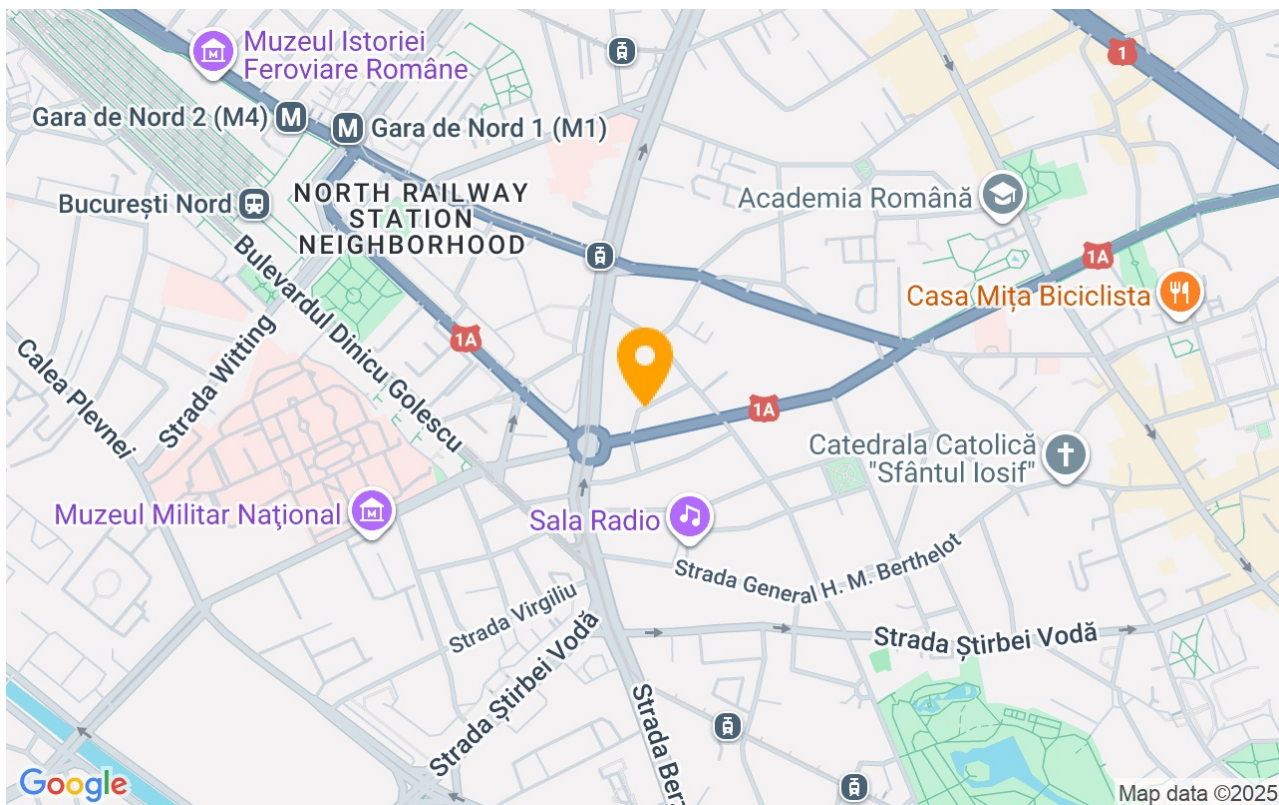 Muzeul Istoriei
Feroviare Române
1
Gara de Nord 2 (M4)
M
M
Gara de Nord 1 (M1)
București Nord
NORTH RAILWAY
STATION
NEIGHBORHOOD
Academia Română
1A
Casa Mița Biciclista
Bulevardul Dinicu Golescu
Strada Witting
Calea Plevnei
1A
1A
Catedrala Catolică
"Sfântul Iosif"
Muzeul Militar Naţional
Sala Radio
Strada General H. M. Berthelot
Strada Virgiliu
Strada Știrbei Vodă
Strada Știrbei Vodă
Strada Berz
Google
Map data ©2025